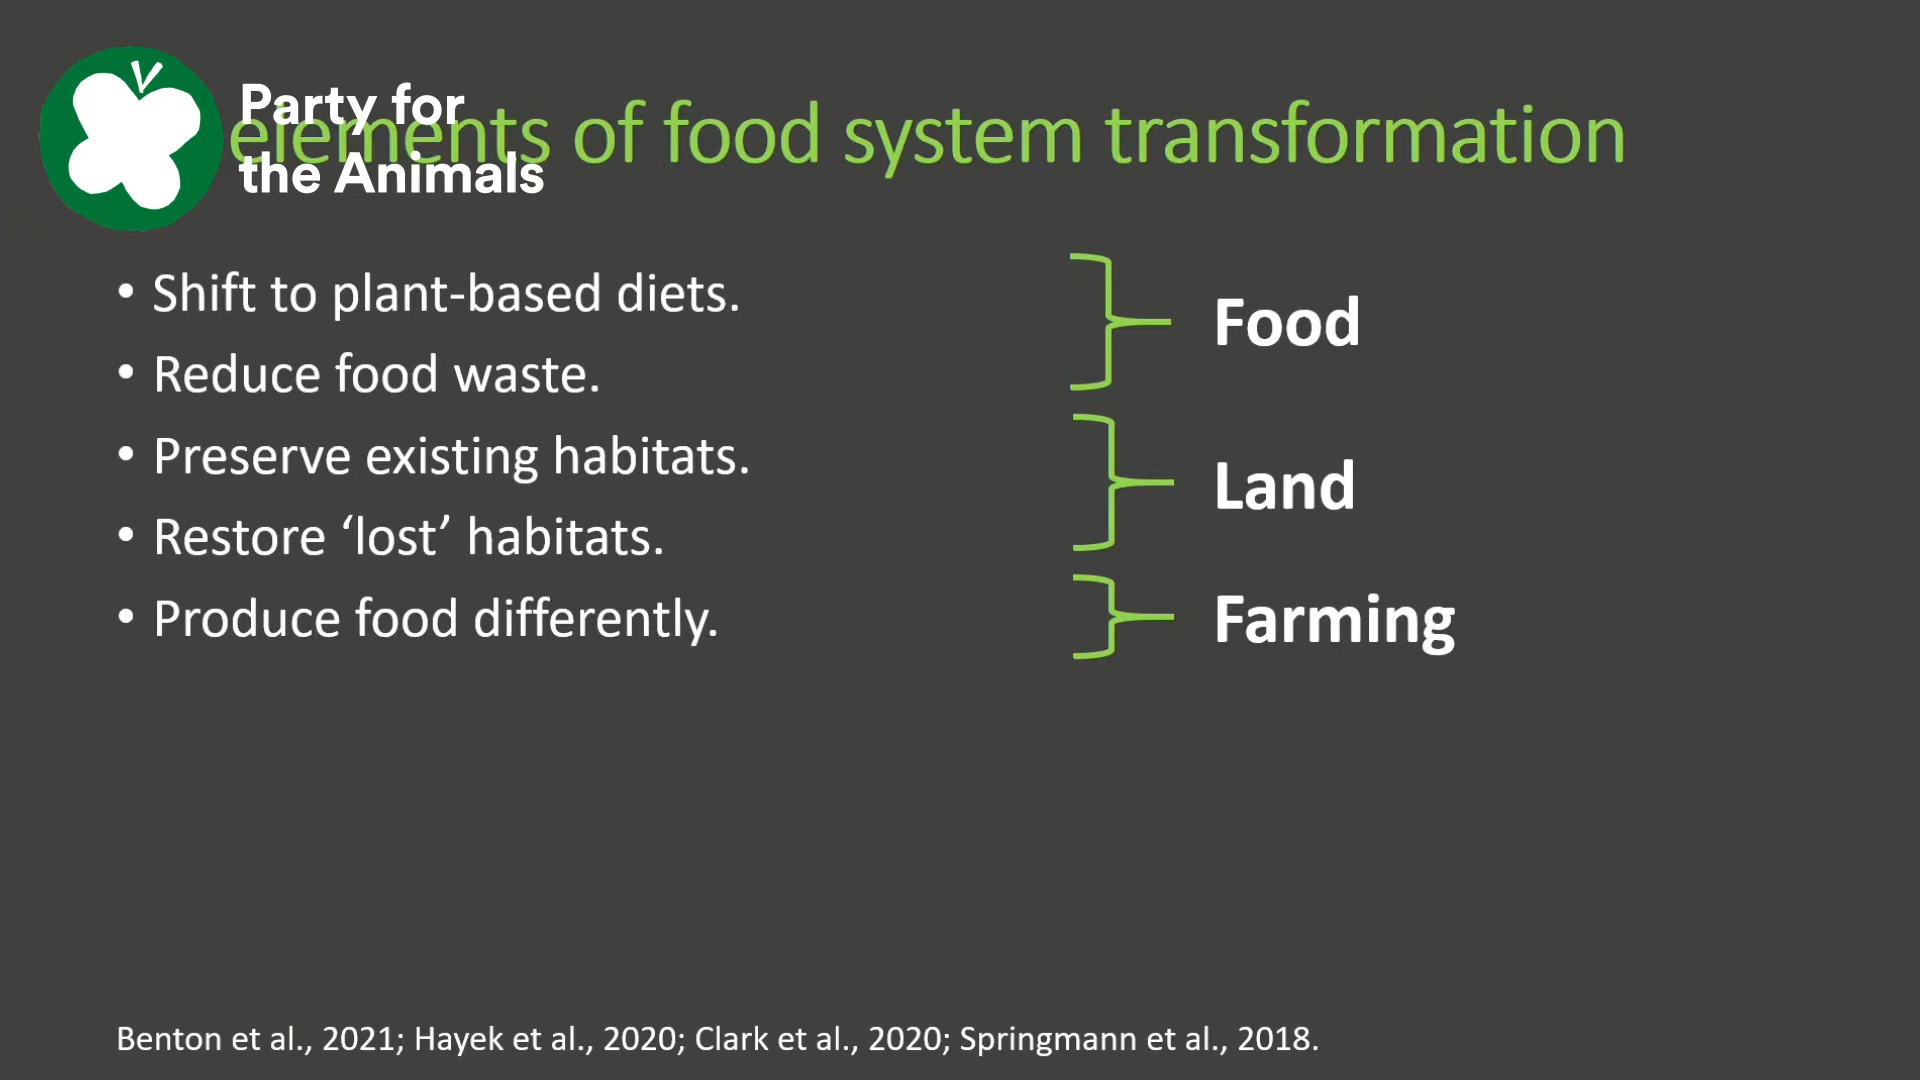 Party for
the Animals
elements of food system transformation
• Shift to plant-based diets.
• Reduce food waste.
Food
• Preserve existing habitats.
• Restore ‘lost’ habitats.
Land
• Produce food differently.
Farming
Benton et al., 2021; Hayek et al., 2020; Clark et al., 2020; Springmann et al., 2018.